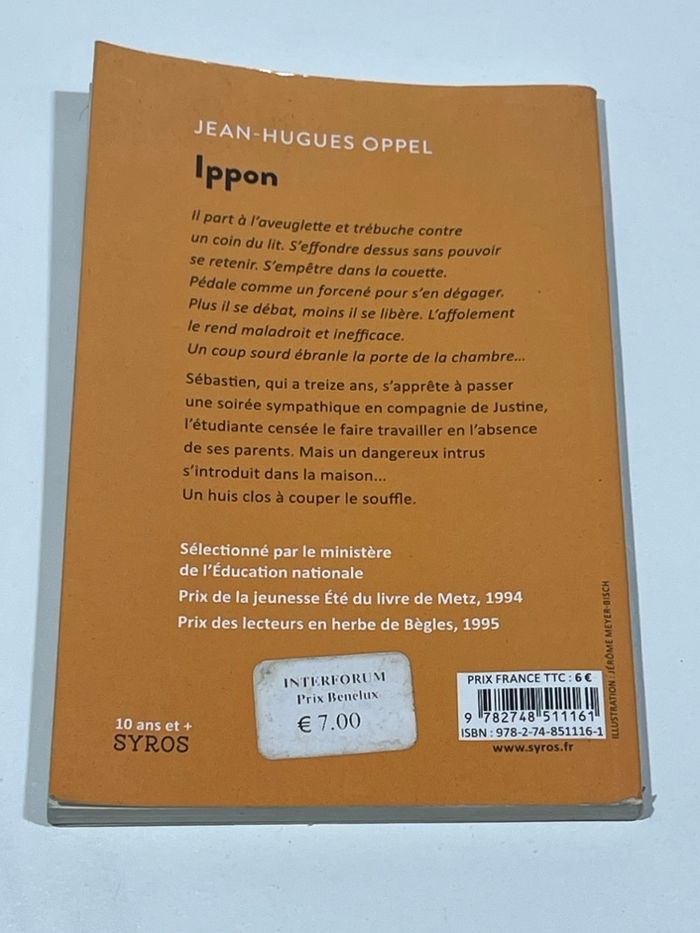 JEAN-HUGUES OPPEL
Ippon
Il part à l'aveuglette et trébuche contre
un coin du lit. S'effondre dessus sans pouvoir
se retenir. S'empêtre dans la couette.
Pédale comme un forcené pour s'en dégager.
Plus il se débat, moins il se libère. L'affolement
le rend maladroit et inefficace.
Un coup sourd ébranle la porte de la chambre...
Sébastien, qui a treize ans, s'apprête à passer
une soirée sympathique en compagnie de Justine,
l'étudiante censée le faire travailler en l'absence
de ses parents. Mais un dangereux intrus
s'introduit dans la maison...
Un huis clos à couper le souffle.
Sélectionné par le ministère
de l'Éducation nationale
Prix de la jeunesse Été du livre de Metz, 1994
Prix des lecteurs en herbe de Bègles, 1995
10 ans et +
SYROS
INTERFORUM
Prix Benelux
€ 7.00
PRIX FRANCE TTC : 6 €
9 782748 511161
ISBN : 978-2-74-851116-1
www.syros.fr
ILLUSTRATION : JÉRÔME MEYER-BISCH